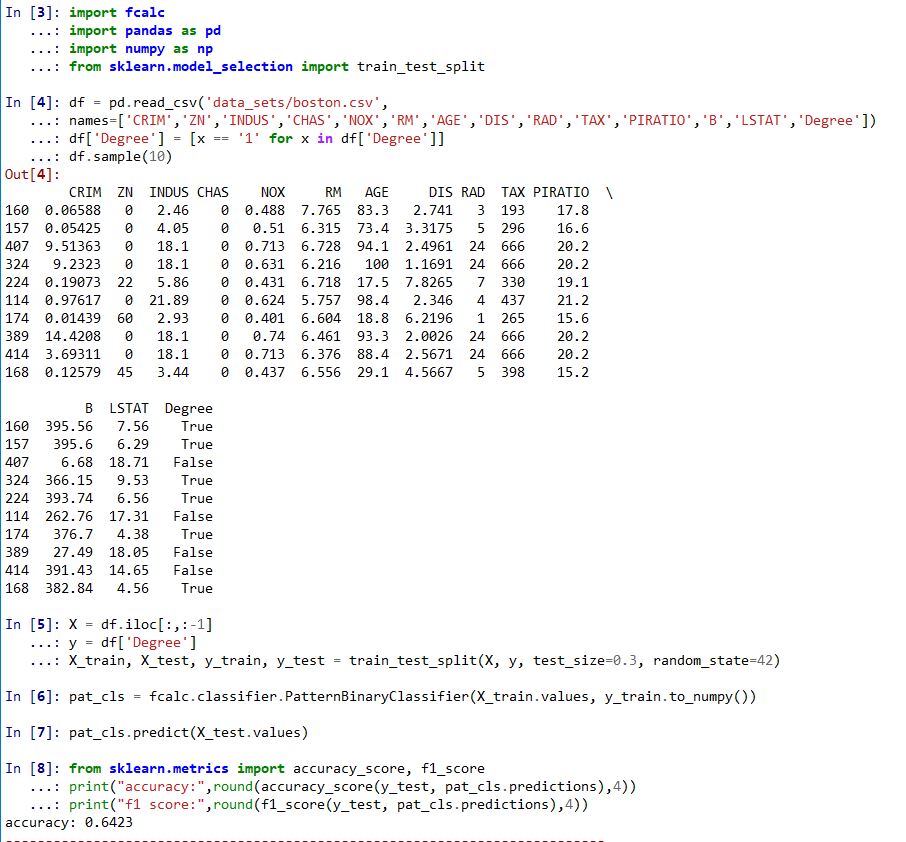 In [3]: import fcalc
   ...: import pandas as pd
   ...: import numpy as np
   ...: from sklearn.model_selection import train_test_split
In [4]: df = pd.read_csv('data_sets/boston.csv',
   ...: names=['CRIM','ZN','INDUS','CHAS','NOX','RM','AGE','DIS','RAD','TAX','PIRATIO','B','LSTAT','Degree'])
   ...: df['Degree'] = [x == '1' for x in df['Degree']]
   ...: df.sample(10)
Out[4]:
        CRIM  ZN  INDUS CHAS    NOX     RM   AGE     DIS RAD  TAX PIRATIO  \
160  0.06588   0   2.46    0  0.488  7.765  83.3   2.741   3  193    17.8
157  0.05425   0   4.05    0   0.51  6.315  73.4  3.3175   5  296    16.6
407  9.51363   0   18.1    0  0.713  6.728  94.1  2.4961  24  666    20.2
324   9.2323   0   18.1    0  0.631  6.216   100  1.1691  24  666    20.2
224  0.19073  22   5.86    0  0.431  6.718  17.5  7.8265   7  330    19.1
114  0.97617   0  21.89    0  0.624  5.757  98.4   2.346   4  437    21.2
174  0.01439  60   2.93    0  0.401  6.604  18.8  6.2196   1  265    15.6
389  14.4208   0   18.1    0   0.74  6.461  93.3  2.0026  24  666    20.2
414  3.69311   0   18.1    0  0.713  6.376  88.4  2.5671  24  666    20.2
168  0.12579  45   3.44    0  0.437  6.556  29.1  4.5667   5  398    15.2
          B  LSTAT  Degree
160  395.56   7.56    True
157   395.6   6.29    True
407    6.68  18.71   False
324  366.15   9.53    True
224  393.74   6.56    True
114  262.76  17.31   False
174   376.7   4.38    True
389   27.49  18.05   False
414  391.43  14.65   False
168  382.84   4.56    True
In [5]: X = df.iloc[:,:-1]
   ...: y = df['Degree']
   ...: X_train, X_test, y_train, y_test = train_test_split(X, y, test_size=0.3, random_state=42)
In [6]: pat_cls = fcalc.classifier.PatternBinaryClassifier(X_train.values, y_train.to_numpy())
In [7]: pat_cls.predict(X_test.values)
In [8]: from sklearn.metrics import accuracy_score, f1_score
   ...: print("accuracy:",round(accuracy_score(y_test, pat_cls.predictions),4))
   ...: print("f1 score:",round(f1_score(y_test, pat_cls.predictions),4))
accuracy: 0.6423
---------------------------------------------------------------------------